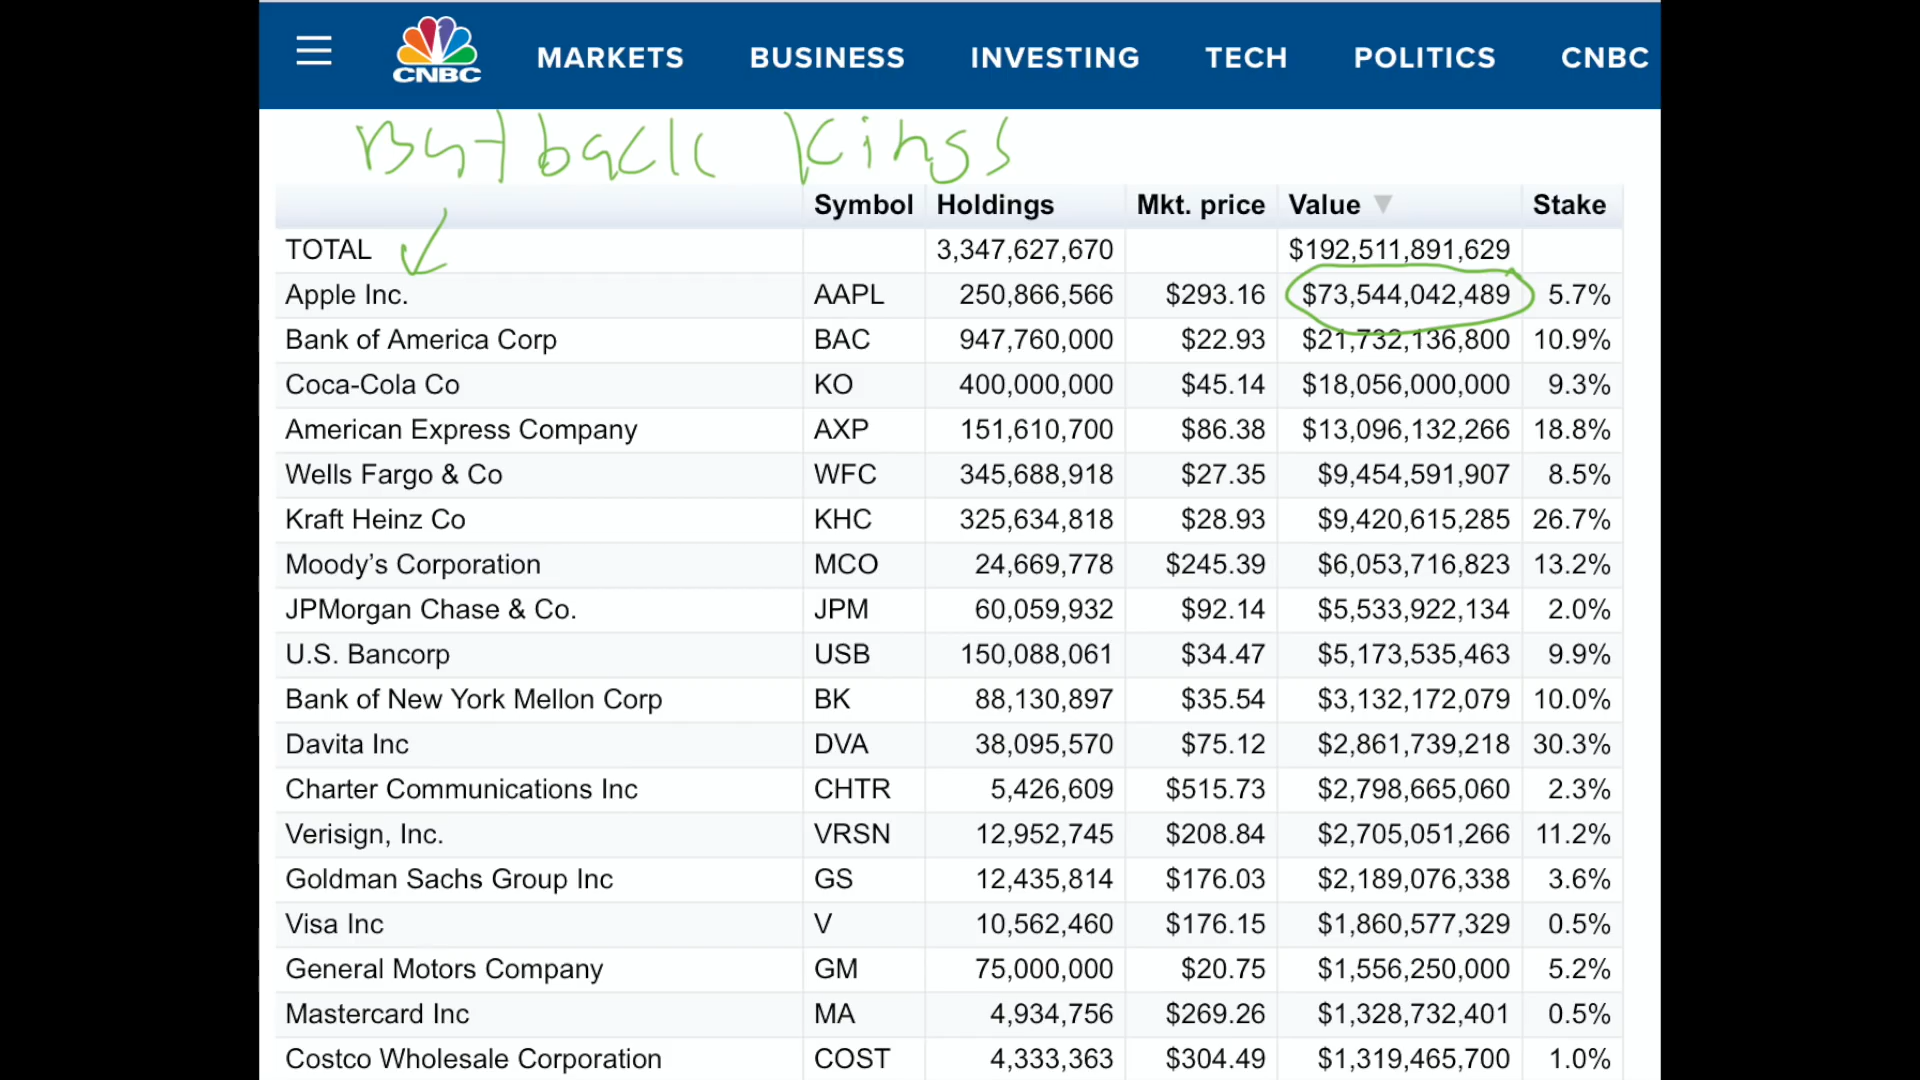 CNBC MARKETS BUSINESS INVESTING TECH POLITICS CNBC
Buyback Kings
Symbol Holdings Mkt. price Value Stake
TOTAL 3,347,627,670 $192,511,891,629
Apple Inc. AAPL 250,866,566 $293.16 $73,544,042,489 5.7%
Bank of America Corp BAC 947,760,000 $22.93 $21,732,136,800 10.9%
Coca-Cola Co KO 400,000,000 $45.14 $18,056,000,000 9.3%
American Express Company AXP 151,610,700 $86.38 $13,096,132,266 18.8%
Wells Fargo & Co WFC 345,688,918 $27.35 $9,454,591,907 8.5%
Kraft Heinz Co KHC 325,634,818 $28.93 $9,420,615,285 26.7%
Moody’s Corporation MCO 24,669,778 $245.39 $6,053,716,823 13.2%
JPMorgan Chase & Co. JPM 60,059,932 $92.14 $5,533,922,134 2.0%
U.S. Bancorp USB 150,088,061 $34.47 $5,173,535,463 9.9%
Bank of New York Mellon Corp BK 88,130,897 $35.54 $3,132,172,079 10.0%
Davita Inc DVA 38,095,570 $75.12 $2,861,739,218 30.3%
Charter Communications Inc CHTR 5,426,609 $515.73 $2,798,665,060 2.3%
Verisign, Inc. VRSN 12,952,745 $208.84 $2,705,051,266 11.2%
Goldman Sachs Group Inc GS 12,435,814 $176.03 $2,189,076,338 3.6%
Visa Inc V 10,562,460 $176.15 $1,860,577,329 0.5%
General Motors Company GM 75,000,000 $20.75 $1,556,250,000 5.2%
Mastercard Inc MA 4,934,756 $269.26 $1,328,732,401 0.5%
Costco Wholesale Corporation COST 4,333,363 $304.49 $1,319,465,700 1.0%